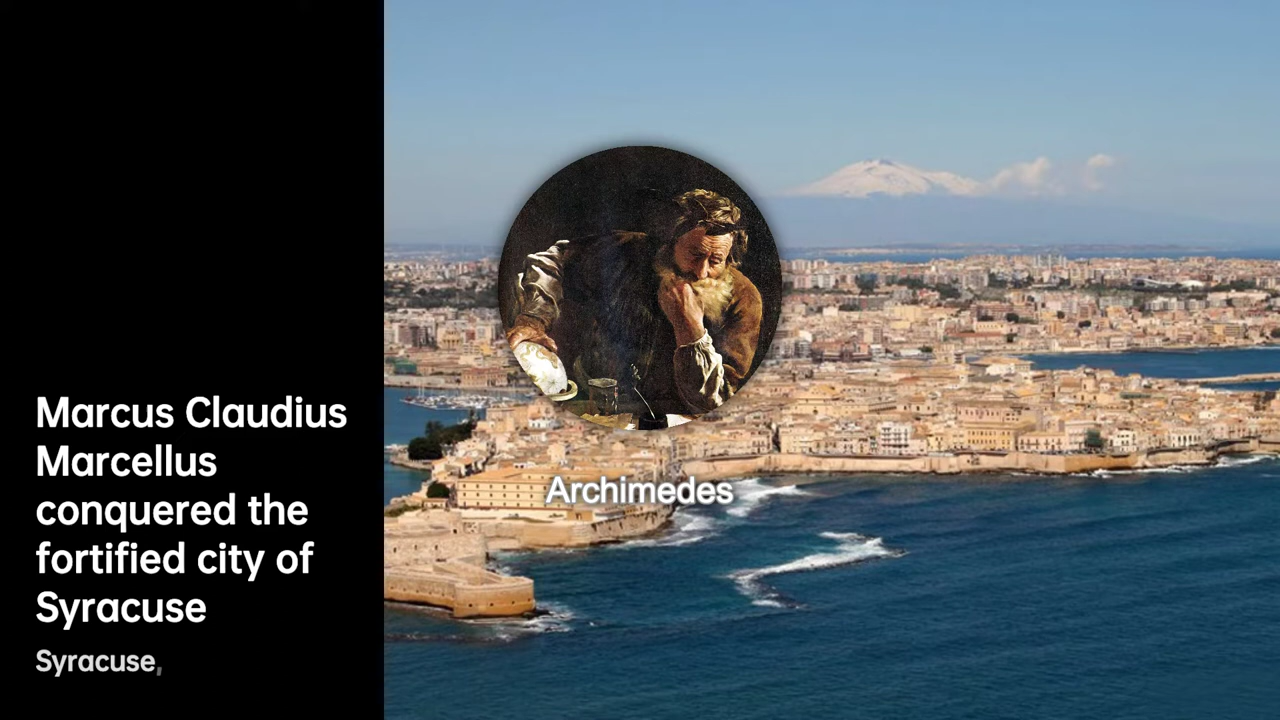 Marcus Claudius
Marcellus
conquered the
fortified city of
Syracuse
Syracuse,
Archimedes